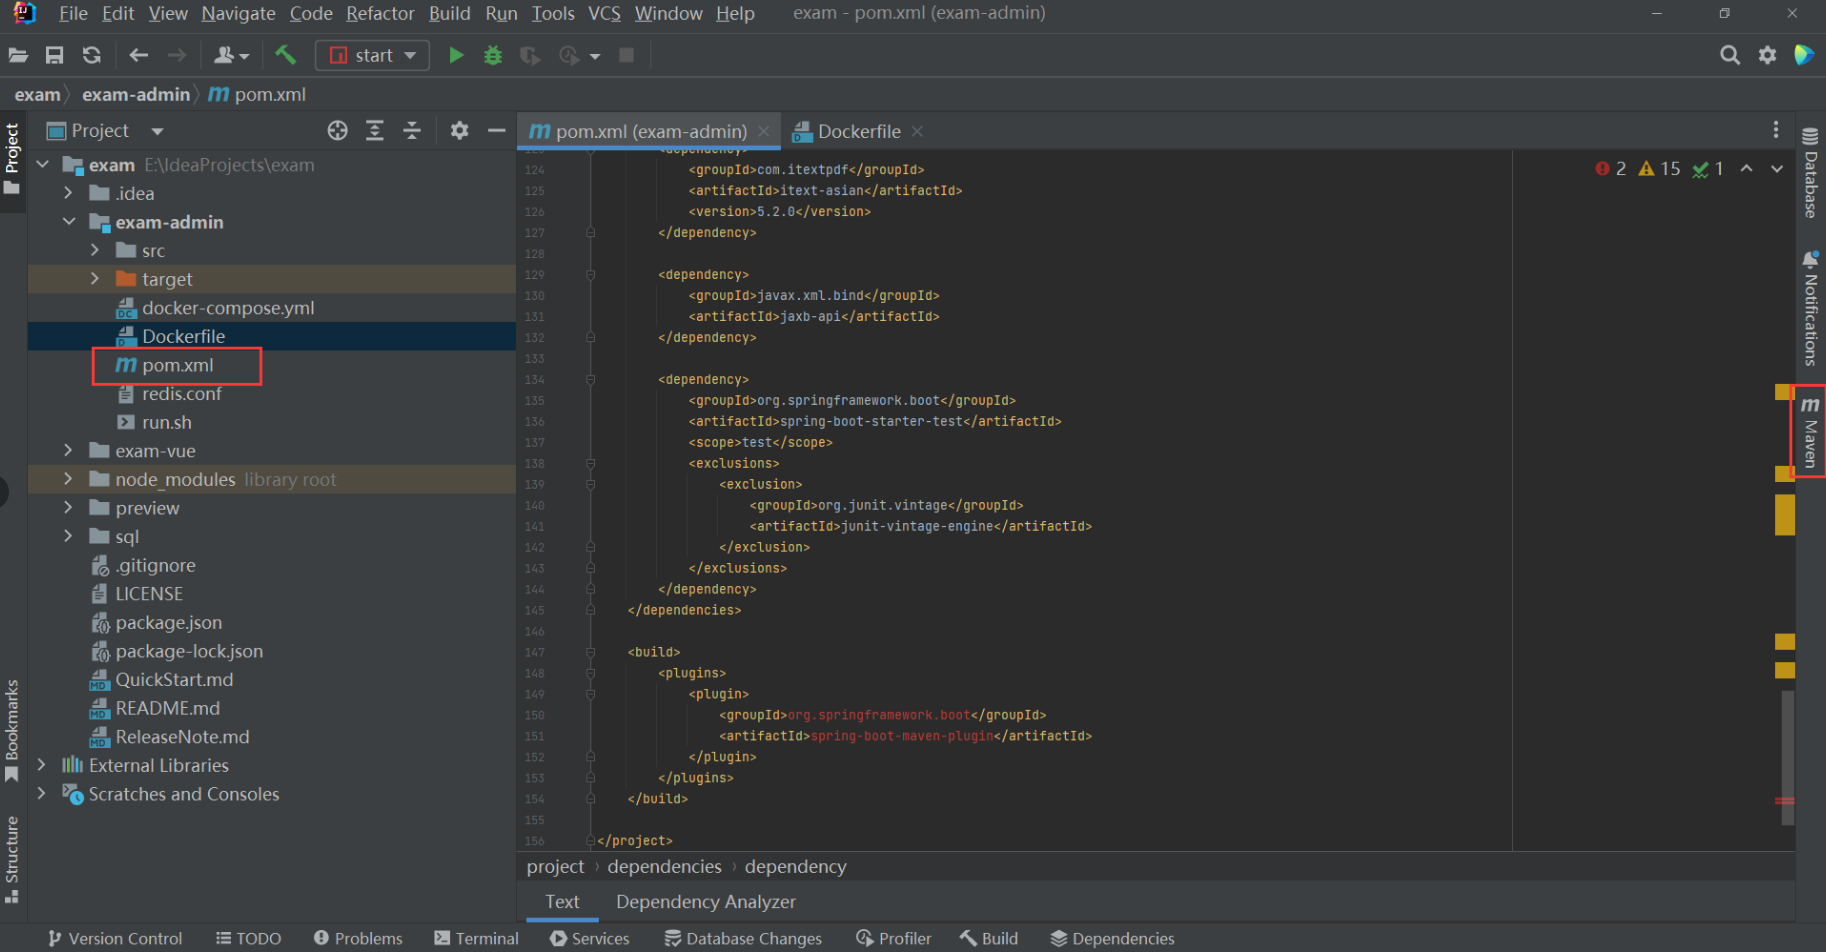 File Edit View Navigate Code Refactor Build Run Tools VCS Window Help exam - pom.xml (exam-admin)
start
exam exam-admin m pom.xml
Project
Project
m pom.xml (exam-admin)
Dockerfile
exam E:\IdeaProjects\exam
.idea
exam-admin
src
target
docker-compose.yml
Dockerfile
m pom.xml
redis.conf
run.sh
exam-vue
node_modules library root
preview
sql
.gitignore
LICENSE
package.json
package-lock.json
QuickStart.md
README.md
ReleaseNote.md
External Libraries
Scratches and Consoles
Bookmarks
Structure
<dependency>
124 <groupId>com.itextpdf</groupId>
125 <artifactId>itext-asian</artifactId>
126 <version>5.2.0</version>
127 </dependency>
128
129 <dependency>
130 <groupId>javax.xml.bind</groupId>
131 <artifactId>jaxb-api</artifactId>
132 </dependency>
133
134 <dependency>
135 <groupId>org.springframework.boot</groupId>
136 <artifactId>spring-boot-starter-test</artifactId>
137 <scope>test</scope>
138 <exclusions>
139 <exclusion>
140 <groupId>org.junit.vintage</groupId>
141 <artifactId>junit-vintage-engine</artifactId>
142 </exclusion>
143 </exclusions>
144 </dependency>
145 </dependencies>
146
147 <build>
148 <plugins>
149 <plugin>
150 <groupId>org.springframework.boot</groupId>
151 <artifactId>spring-boot-maven-plugin</artifactId>
152 </plugin>
153 </plugins>
154 </build>
155
156 </project>
2 15 1
Database
Notifications
m Maven
project › dependencies › dependency
Text Dependency Analyzer
Version Control TODO Problems Terminal Services Database Changes Profiler Build Dependencies